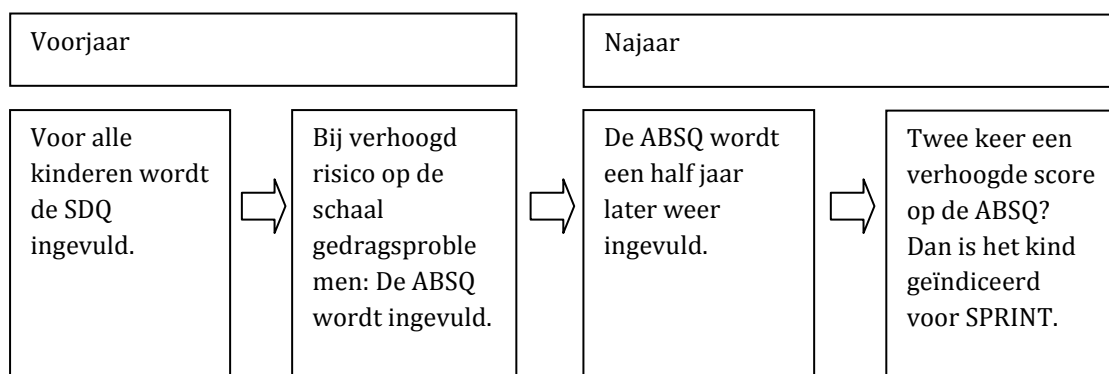 Voorjaar
Najaar
Voor alle
kinderen wordt
de SDQ
ingevuld.
Bij verhoogd
risico op de
schaal
gedragsproble
men: De ABSQ
wordt ingevuld.
De ABSQ wordt
een half jaar
later weer
ingevuld.
Twee keer een
verhoogde score
op de ABSQ?
Dan is het kind
geïndiceerd
voor SPRINT.